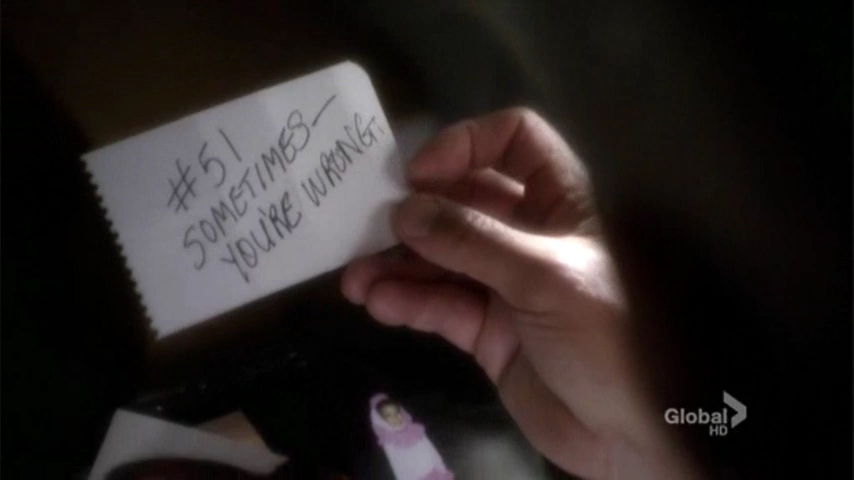 #51
SOMETIMES—
YOU'RE WRONG.
Global
HD